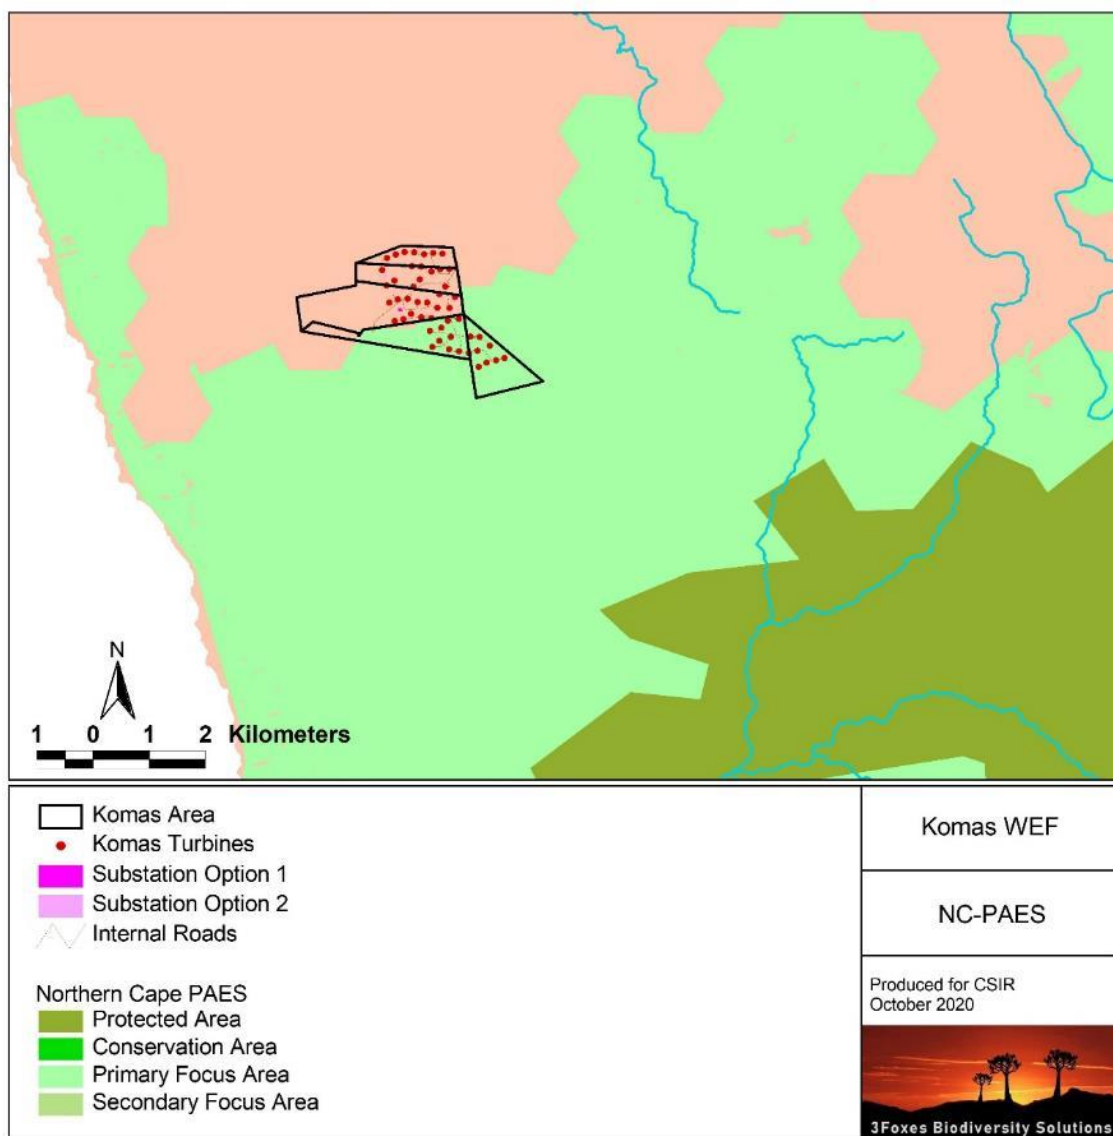 N
1 0 1 2 Kilometers
Komas Area
Komas Turbines
Substation Option 1
Substation Option 2
Internal Roads
Northern Cape PAES
Protected Area
Conservation Area
Primary Focus Area
Secondary Focus Area
Komas WEF
NC-PAES
Produced for CSIR
October 2020
3Foxes Biodiversity Solutions